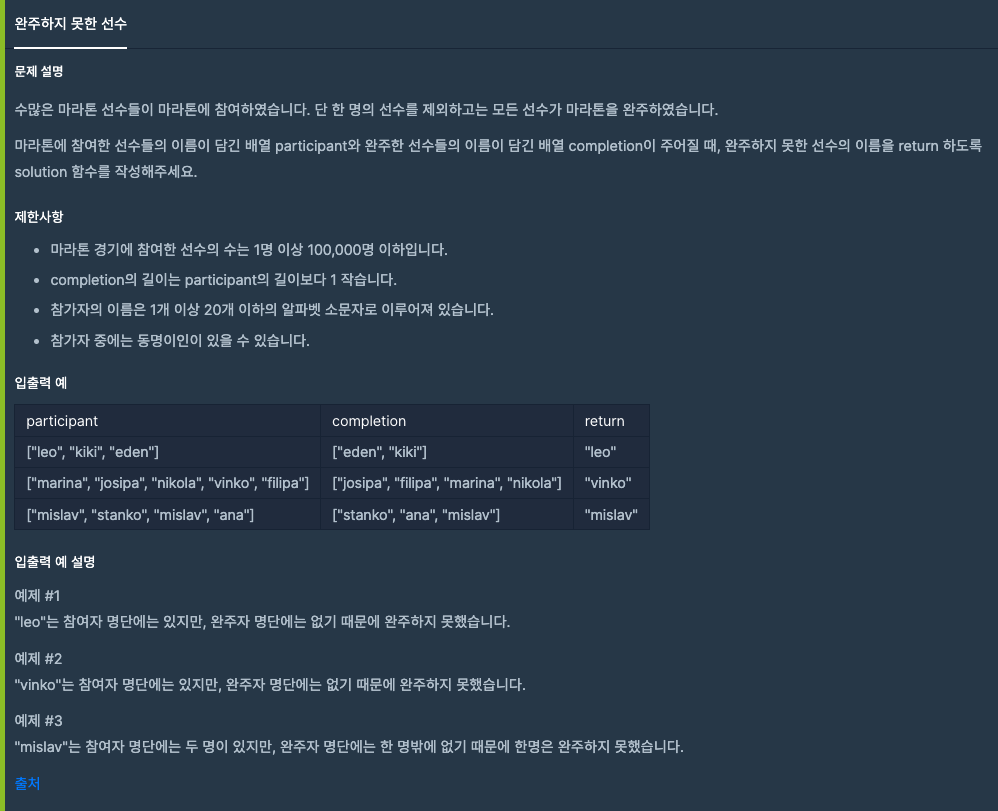 완주하지 못한 선수
문제 설명
수많은 마라톤 선수들이 마라톤에 참여하였습니다. 단 한 명의 선수를 제외하고는 모든 선수가 마라톤을 완주하였습니다.
마라톤에 참여한 선수들의 이름이 담긴 배열 participant와 완주한 선수들의 이름이 담긴 배열 completion이 주어질 때, 완주하지 못한 선수의 이름을 return 하도록
solution 함수를 작성해주세요.
제한사항
• 마라톤 경기에 참여한 선수의 수는 1명 이상 100,000명 이하입니다.
• completion의 길이는 participant의 길이보다 1 작습니다.
• 참가자의 이름은 1개 이상 20개 이하의 알파벳 소문자로 이루어져 있습니다.
• 참가자 중에는 동명이인이 있을 수 있습니다.
입출력 예
participant completion return
["leo", "kiki", "eden"] ["eden", "kiki"] "leo"
["marina", "josipa", "nikola", "vinko", "filipa"] ["josipa", "filipa", "marina", "nikola"] "vinko"
["mislav", "stanko", "mislav", "ana"] ["stanko", "ana", "mislav"] "mislav"
입출력 예 설명
예제 #1
"leo"는 참여자 명단에는 있지만, 완주자 명단에는 없기 때문에 완주하지 못했습니다.
예제 #2
"vinko"는 참여자 명단에는 있지만, 완주자 명단에는 없기 때문에 완주하지 못했습니다.
예제 #3
"mislav"는 참여자 명단에는 두 명이 있지만, 완주자 명단에는 한 명밖에 없기 때문에 한명은 완주하지 못했습니다.
출처